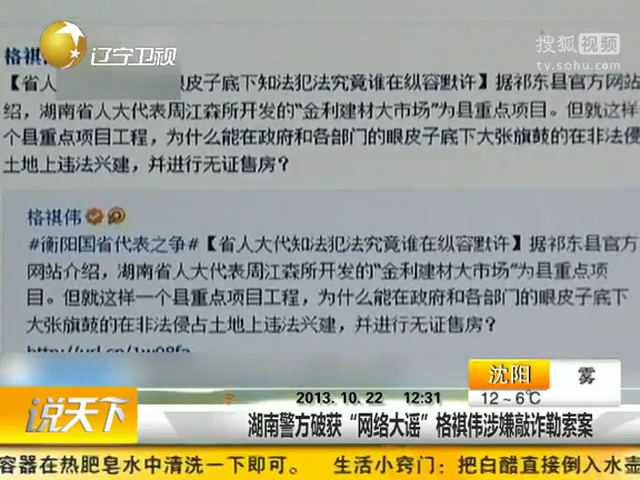 搜狐视频
tv.sohu.com
辽宁卫视
格祺
【省人 眼皮子底下知法犯法究竟谁在纵容默许】据祁东县官方网站
绍，湖南省人大代表周江森所开发的“金利建材大市场”为县重点项目。但就这样
个县重点项目工程，为什么能在政府和各部门的眼皮子底下大张旗鼓的在非法侵
土地上违法兴建，并进行无证售房？
格祺伟
#衡阳国省代表之争#【省人大代知法犯法究竟谁在纵容默许】据祁东县官方
网站介绍，湖南省人大代表周江森所开发的“金利建材大市场”为县重点项
目。但就这样一个县重点项目工程，为什么能在政府和各部门的眼皮子底下
大张旗鼓的在非法侵占土地上违法兴建，并进行无证售房？
沈阳 雾
说天下
2013.10.22 12:31 12～6℃
湖南警方破获“网络大谣”格祺伟涉嫌敲诈勒索案
容器在热肥皂水中清洗一下即可。 生活小窍门：把白醋直接倒入水壶